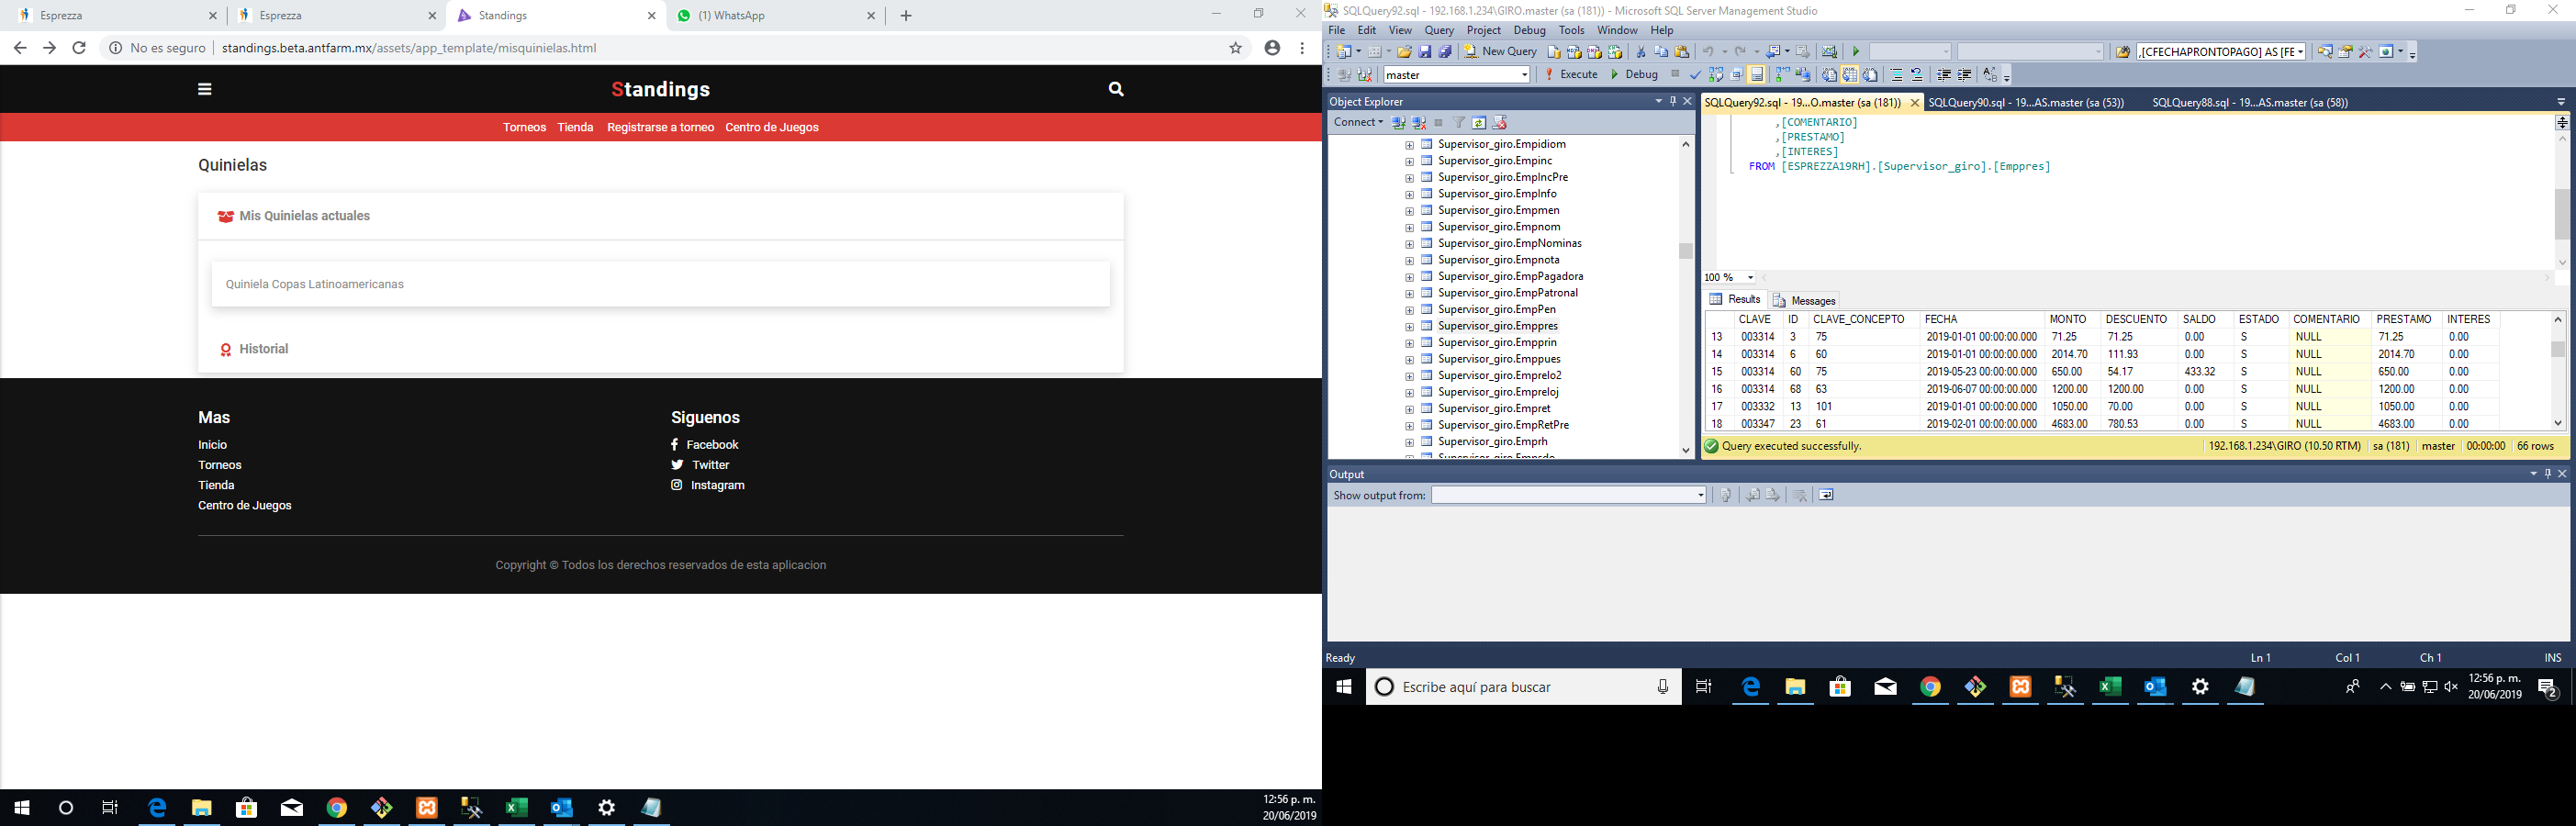 Esprezza
Esprezza
Standings
(1) WhatsApp
No es seguro
standings.beta.antfarm.mx/assets/app_template/misquinielas.html
Standings
Torneos Tienda Registrarse a torneo Centro de Juegos
Quinielas
Mis Quinielas actuales
Quiniela Copas Latinoamericanas
Historial
Mas
Inicio
Torneos
Tienda
Centro de Juegos
Siguenos
Facebook
Twitter
Instagram
Copyright © Todos los derechos reservados de esta aplicacion
12:56 p. m.
20/06/2019
SQLQuery92.sql - 192.168.1.234\GIRO.master (sa (181)) - Microsoft SQL Server Management Studio
File Edit View Query Project Debug Tools Window Help
New Query
,[CFECHAPRONTOPAGO] AS [FE
master
Execute
Debug
Object Explorer
Connect
Supervisor_giro.Empidiom
Supervisor_giro.Empinc
Supervisor_giro.EmpIncPre
Supervisor_giro.EmpInfo
Supervisor_giro.Empmen
Supervisor_giro.Empnom
Supervisor_giro.EmpNominas
Supervisor_giro.Empnota
Supervisor_giro.EmpPagadora
Supervisor_giro.EmpPatronal
Supervisor_giro.EmpPen
Supervisor_giro.Emppres
Supervisor_giro.Empprin
Supervisor_giro.Emppues
Supervisor_giro.Emprelo2
Supervisor_giro.Empreloj
Supervisor_giro.Empret
Supervisor_giro.EmpRetPre
Supervisor_giro.Emprh
SQLQuery92.sql - 19...O.master (sa (181))
SQLQuery90.sql - 19...AS.master (sa (53))
SQLQuery88.sql - 19...AS.master (sa (58))
,[COMENTARIO]
,[PRESTAMO]
,[INTERES]
FROM [ESPREZZA19RH].[Supervisor_giro].[Emppres]
100 %
Results Messages
CLAVE ID CLAVE_CONCEPTO FECHA MONTO DESCUENTO SALDO ESTADO COMENTARIO PRESTAMO INTERES
13 003314 3 75 2019-01-01 00:00:00.000 71.25 71.25 0.00 S NULL 71.25 0.00
14 003314 6 60 2019-01-01 00:00:00.000 2014.70 111.93 0.00 S NULL 2014.70 0.00
15 003314 60 75 2019-05-23 00:00:00.000 650.00 54.17 433.32 S NULL 650.00 0.00
16 003314 68 63 2019-06-07 00:00:00.000 1200.00 1200.00 0.00 S NULL 1200.00 0.00
17 003332 13 101 2019-01-01 00:00:00.000 1050.00 70.00 0.00 S NULL 1050.00 0.00
18 003347 23 61 2019-02-01 00:00:00.000 4683.00 780.53 0.00 S NULL 4683.00 0.00
Query executed successfully.
192.168.1.234\GIRO (10.50 RTM) sa (181) master 00:00:00 66 rows
Output
Show output from:
Ready
Ln 1 Col 1 Ch 1 INS
Escribe aquí para buscar
12:56 p. m.
20/06/2019
2